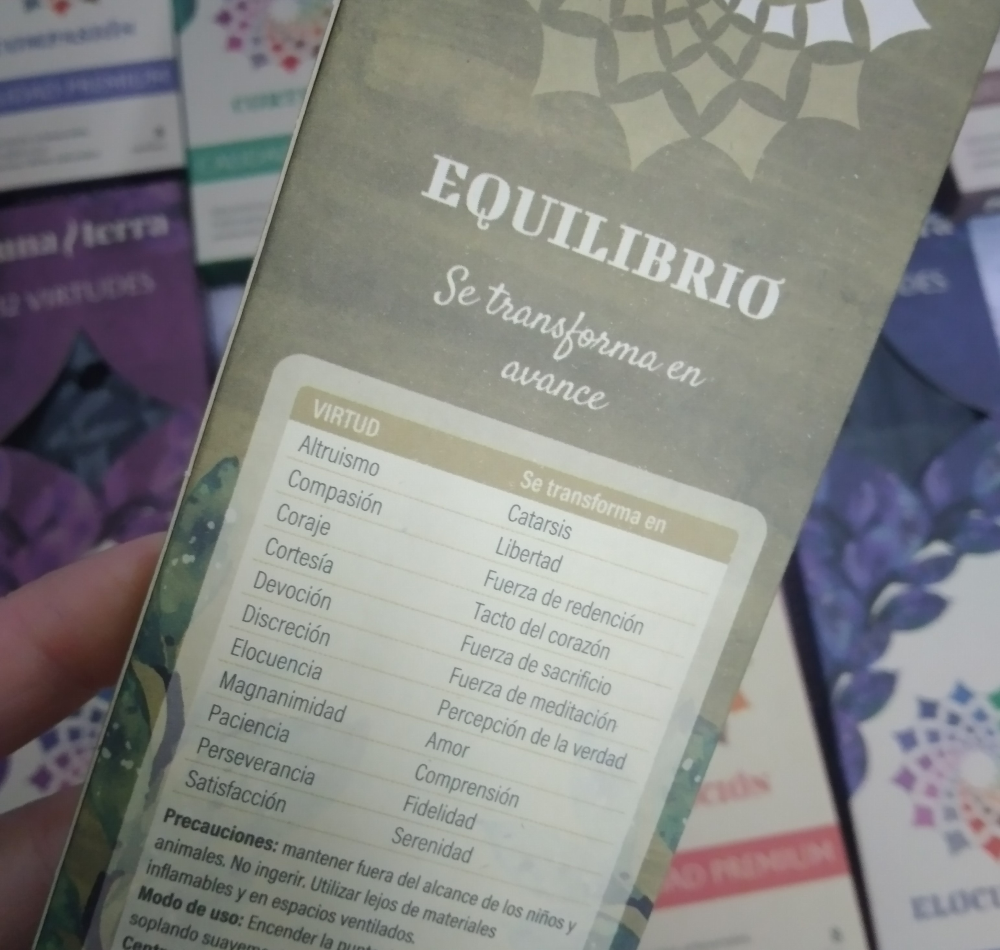 EQUILIBRIO
Se transforma en
avance
VIRTUD Se transforma en
Altruismo Catarsis
Compasión Libertad
Coraje Fuerza de redención
Cortesía Tacto del corazón
Devoción Fuerza de sacrificio
Discreción Fuerza de meditación
Elocuencia Percepción de la verdad
Magnanimidad Amor
Paciencia Comprensión
Perseverancia Fidelidad
Satisfacción Serenidad
Precauciones: mantener fuera del alcance de los niños y
animales. No ingerir. Utilizar lejos de materiales
inflamables y en espacios ventilados.
Modo de uso: Encender la
soplando
12 VIRTUDES
AD PREMIUM